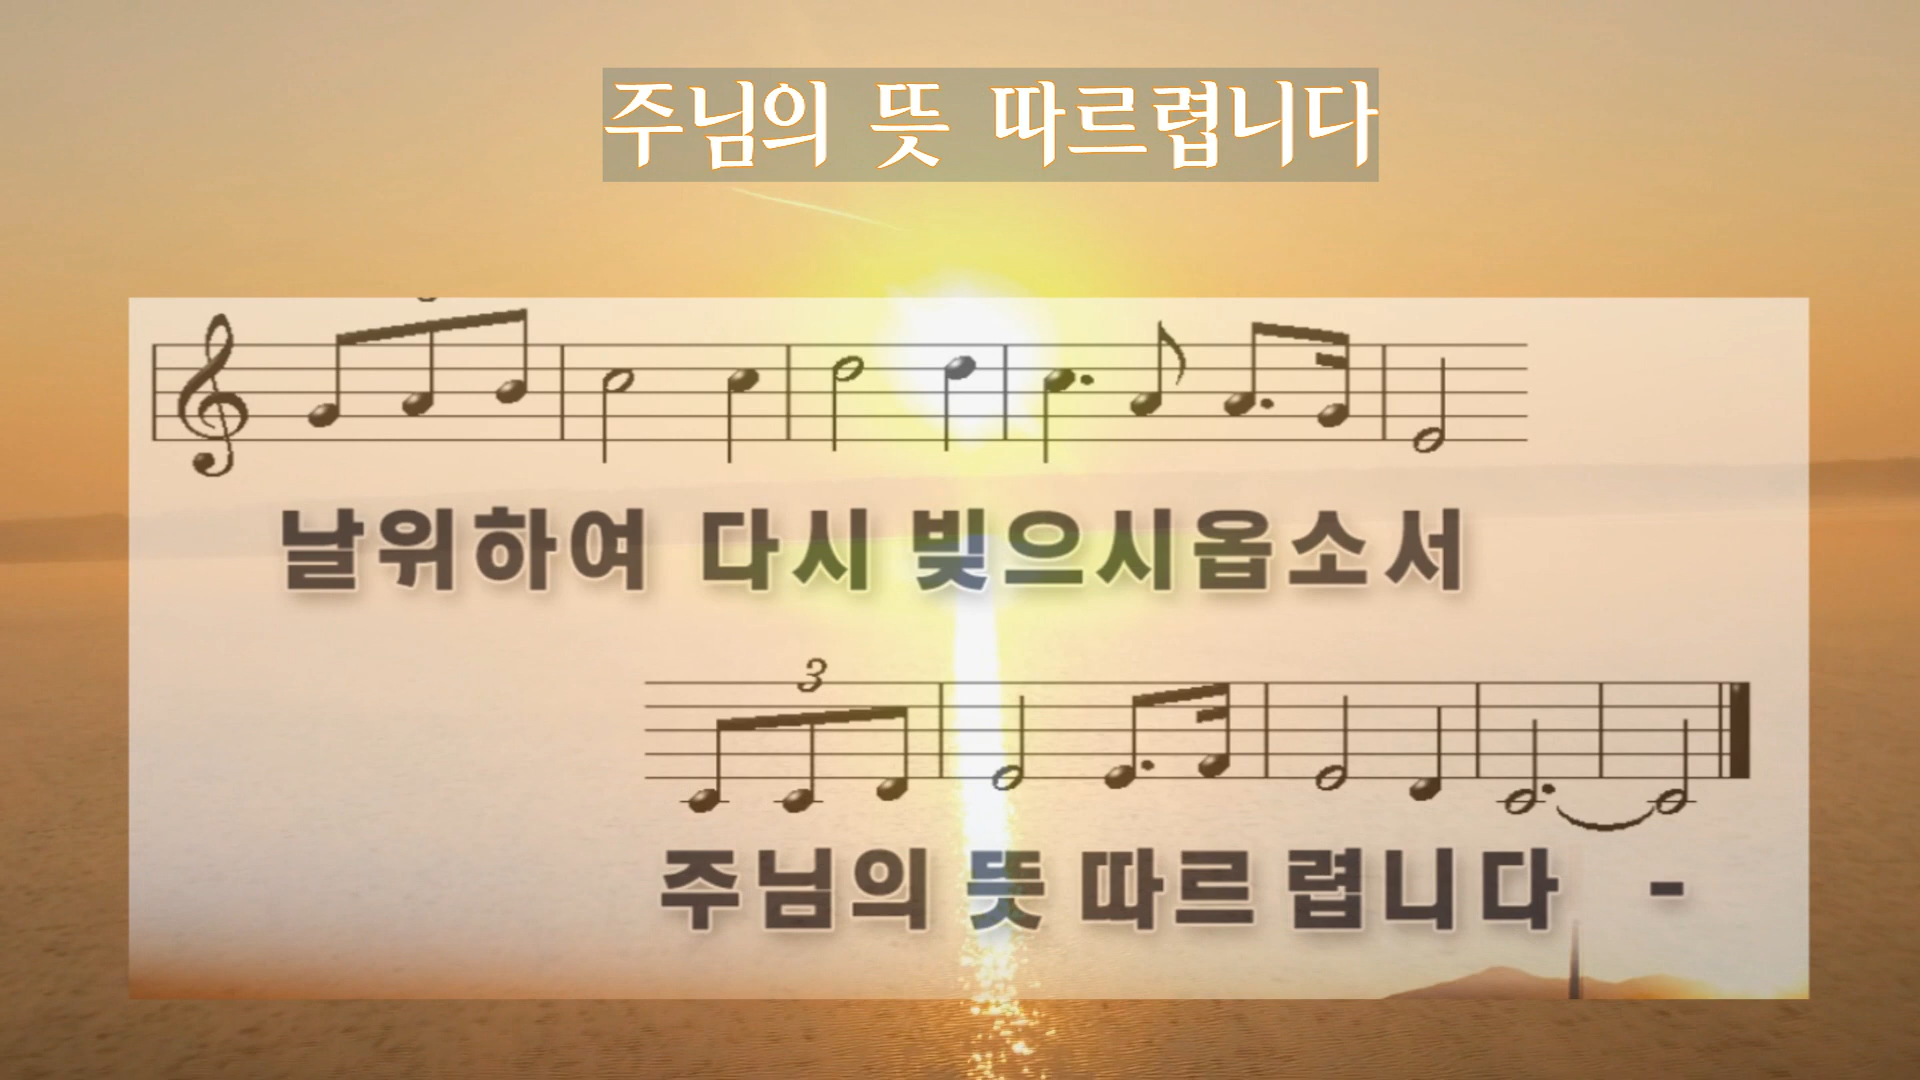 주님의 뜻 따르렵니다
날위하여 다시 빚으시옵소서
3
주님의 뜻 따르 렵니다 -